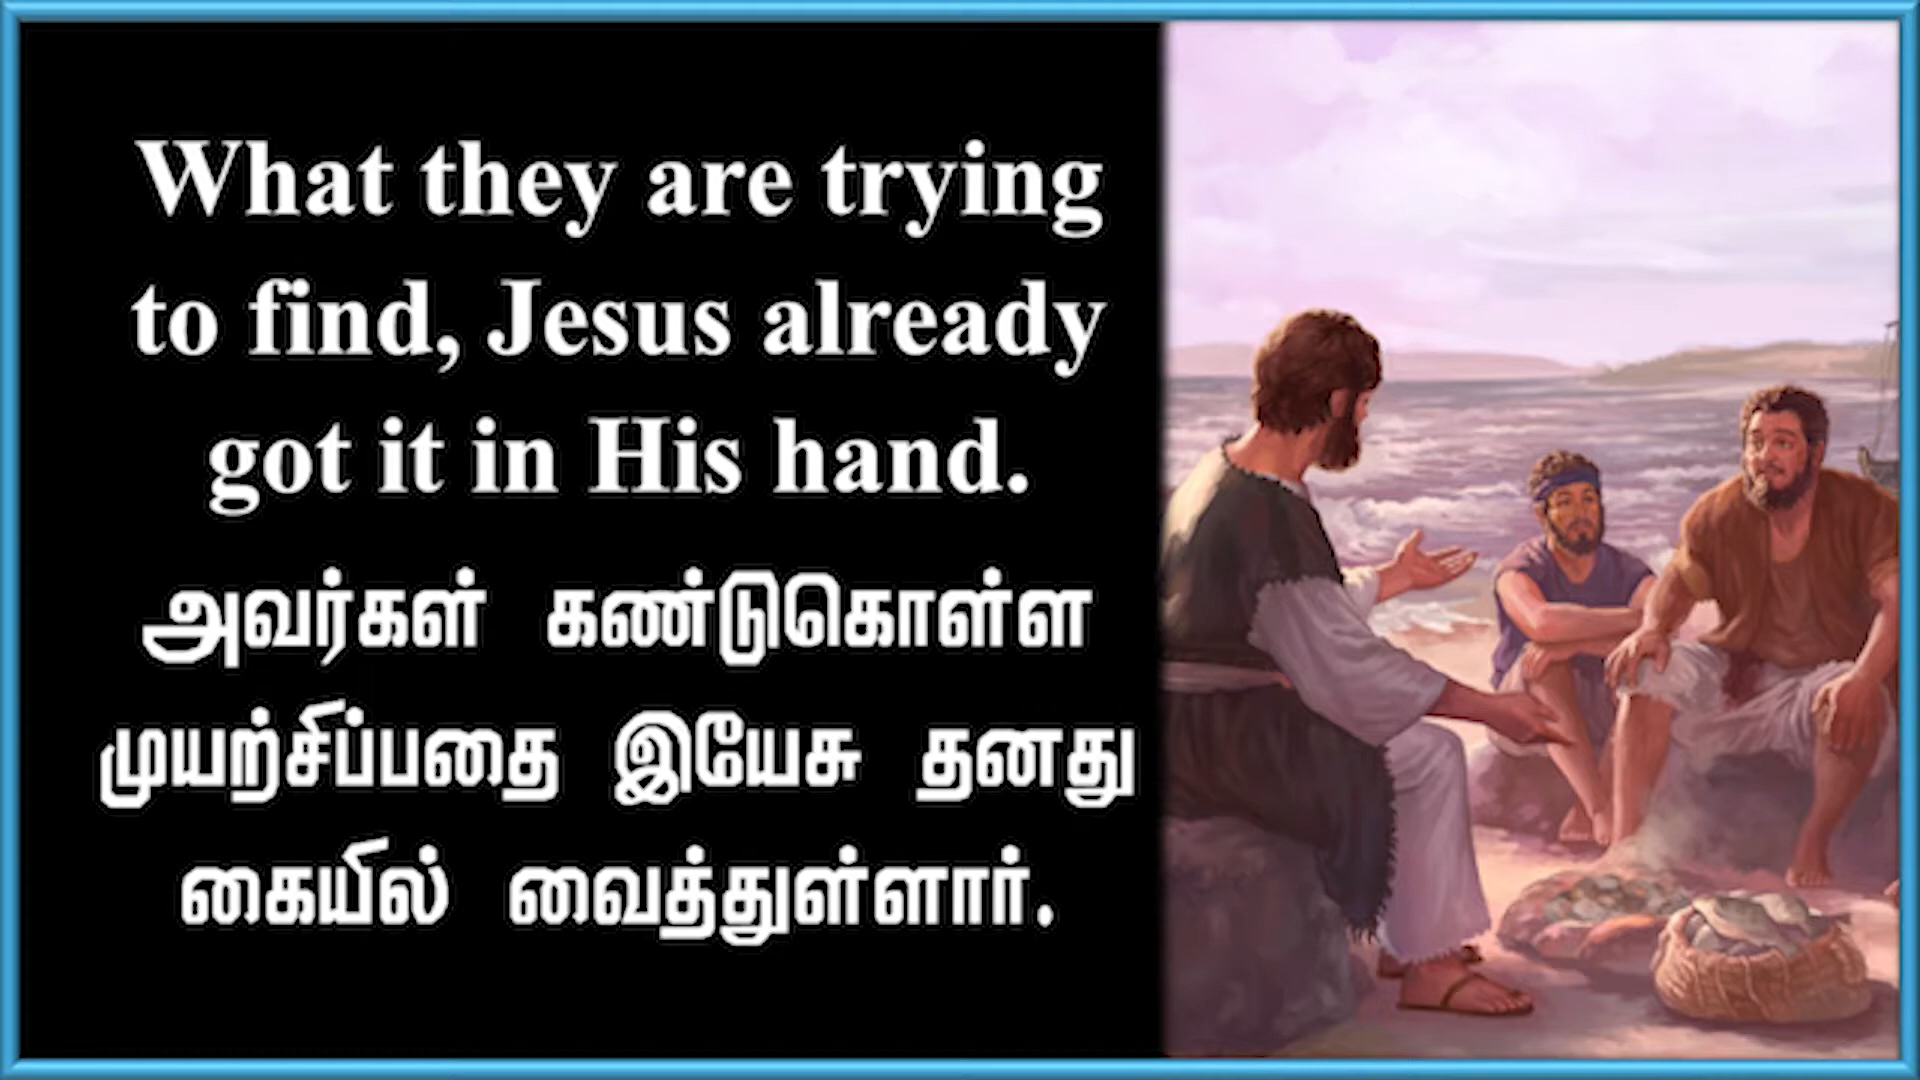 What they are trying
to find, Jesus already
got it in His hand.
அவர்கள் கண்டுகொள்ள
முயற்சிப்பதை இயேசு தனது
கையில் வைத்துள்ளார்.